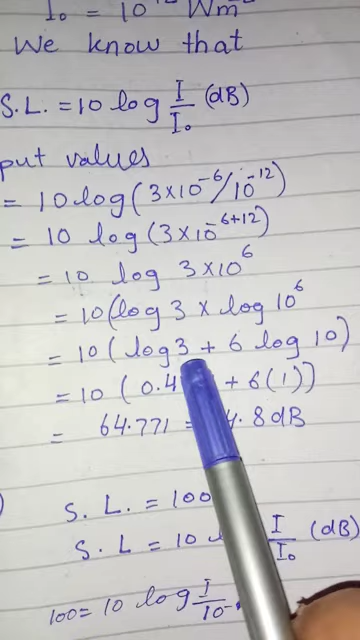 I₀ = 10 Wm
We know that
S.L. = 10 log I/I₀ (dB)
put values
= 10 log (3×10⁻⁶/10⁻¹²)
= 10 log (3×10⁻⁶⁺¹²)
= 10 log 3×10⁶
= 10 (log 3 × log 10⁶
= 10 (log 3 + 6 log 10)
= 10 (0.4 + 6(1))
= 64.771 = 4.8 dB
S. L. = 100
S. L = 10 I/I₀ (dB)
100 = 10 log I/10⁻